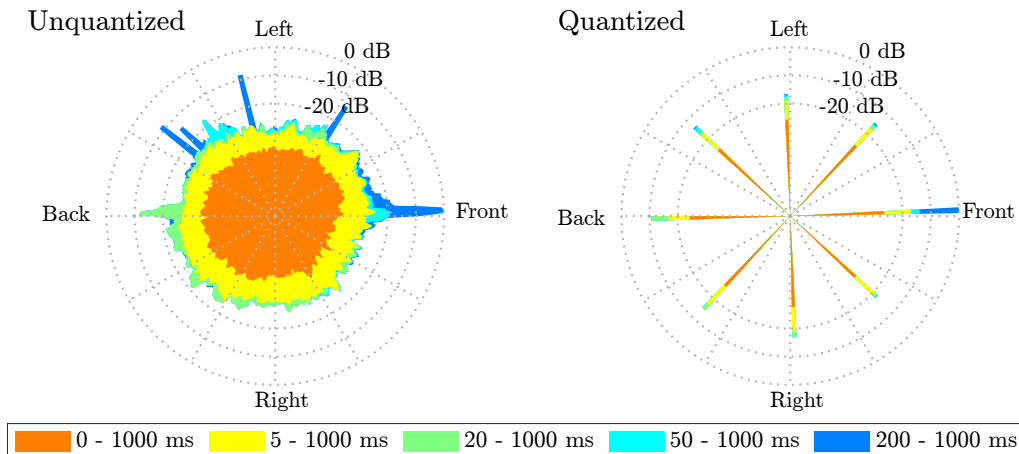 Unquantized
Left
0 dB
-10 dB
-20 dB
Back
Front
Right
Quantized
Left
0 dB
-10 dB
-20 dB
Back
Front
Right
0 - 1000 ms 5 - 1000 ms 20 - 1000 ms 50 - 1000 ms 200 - 1000 ms